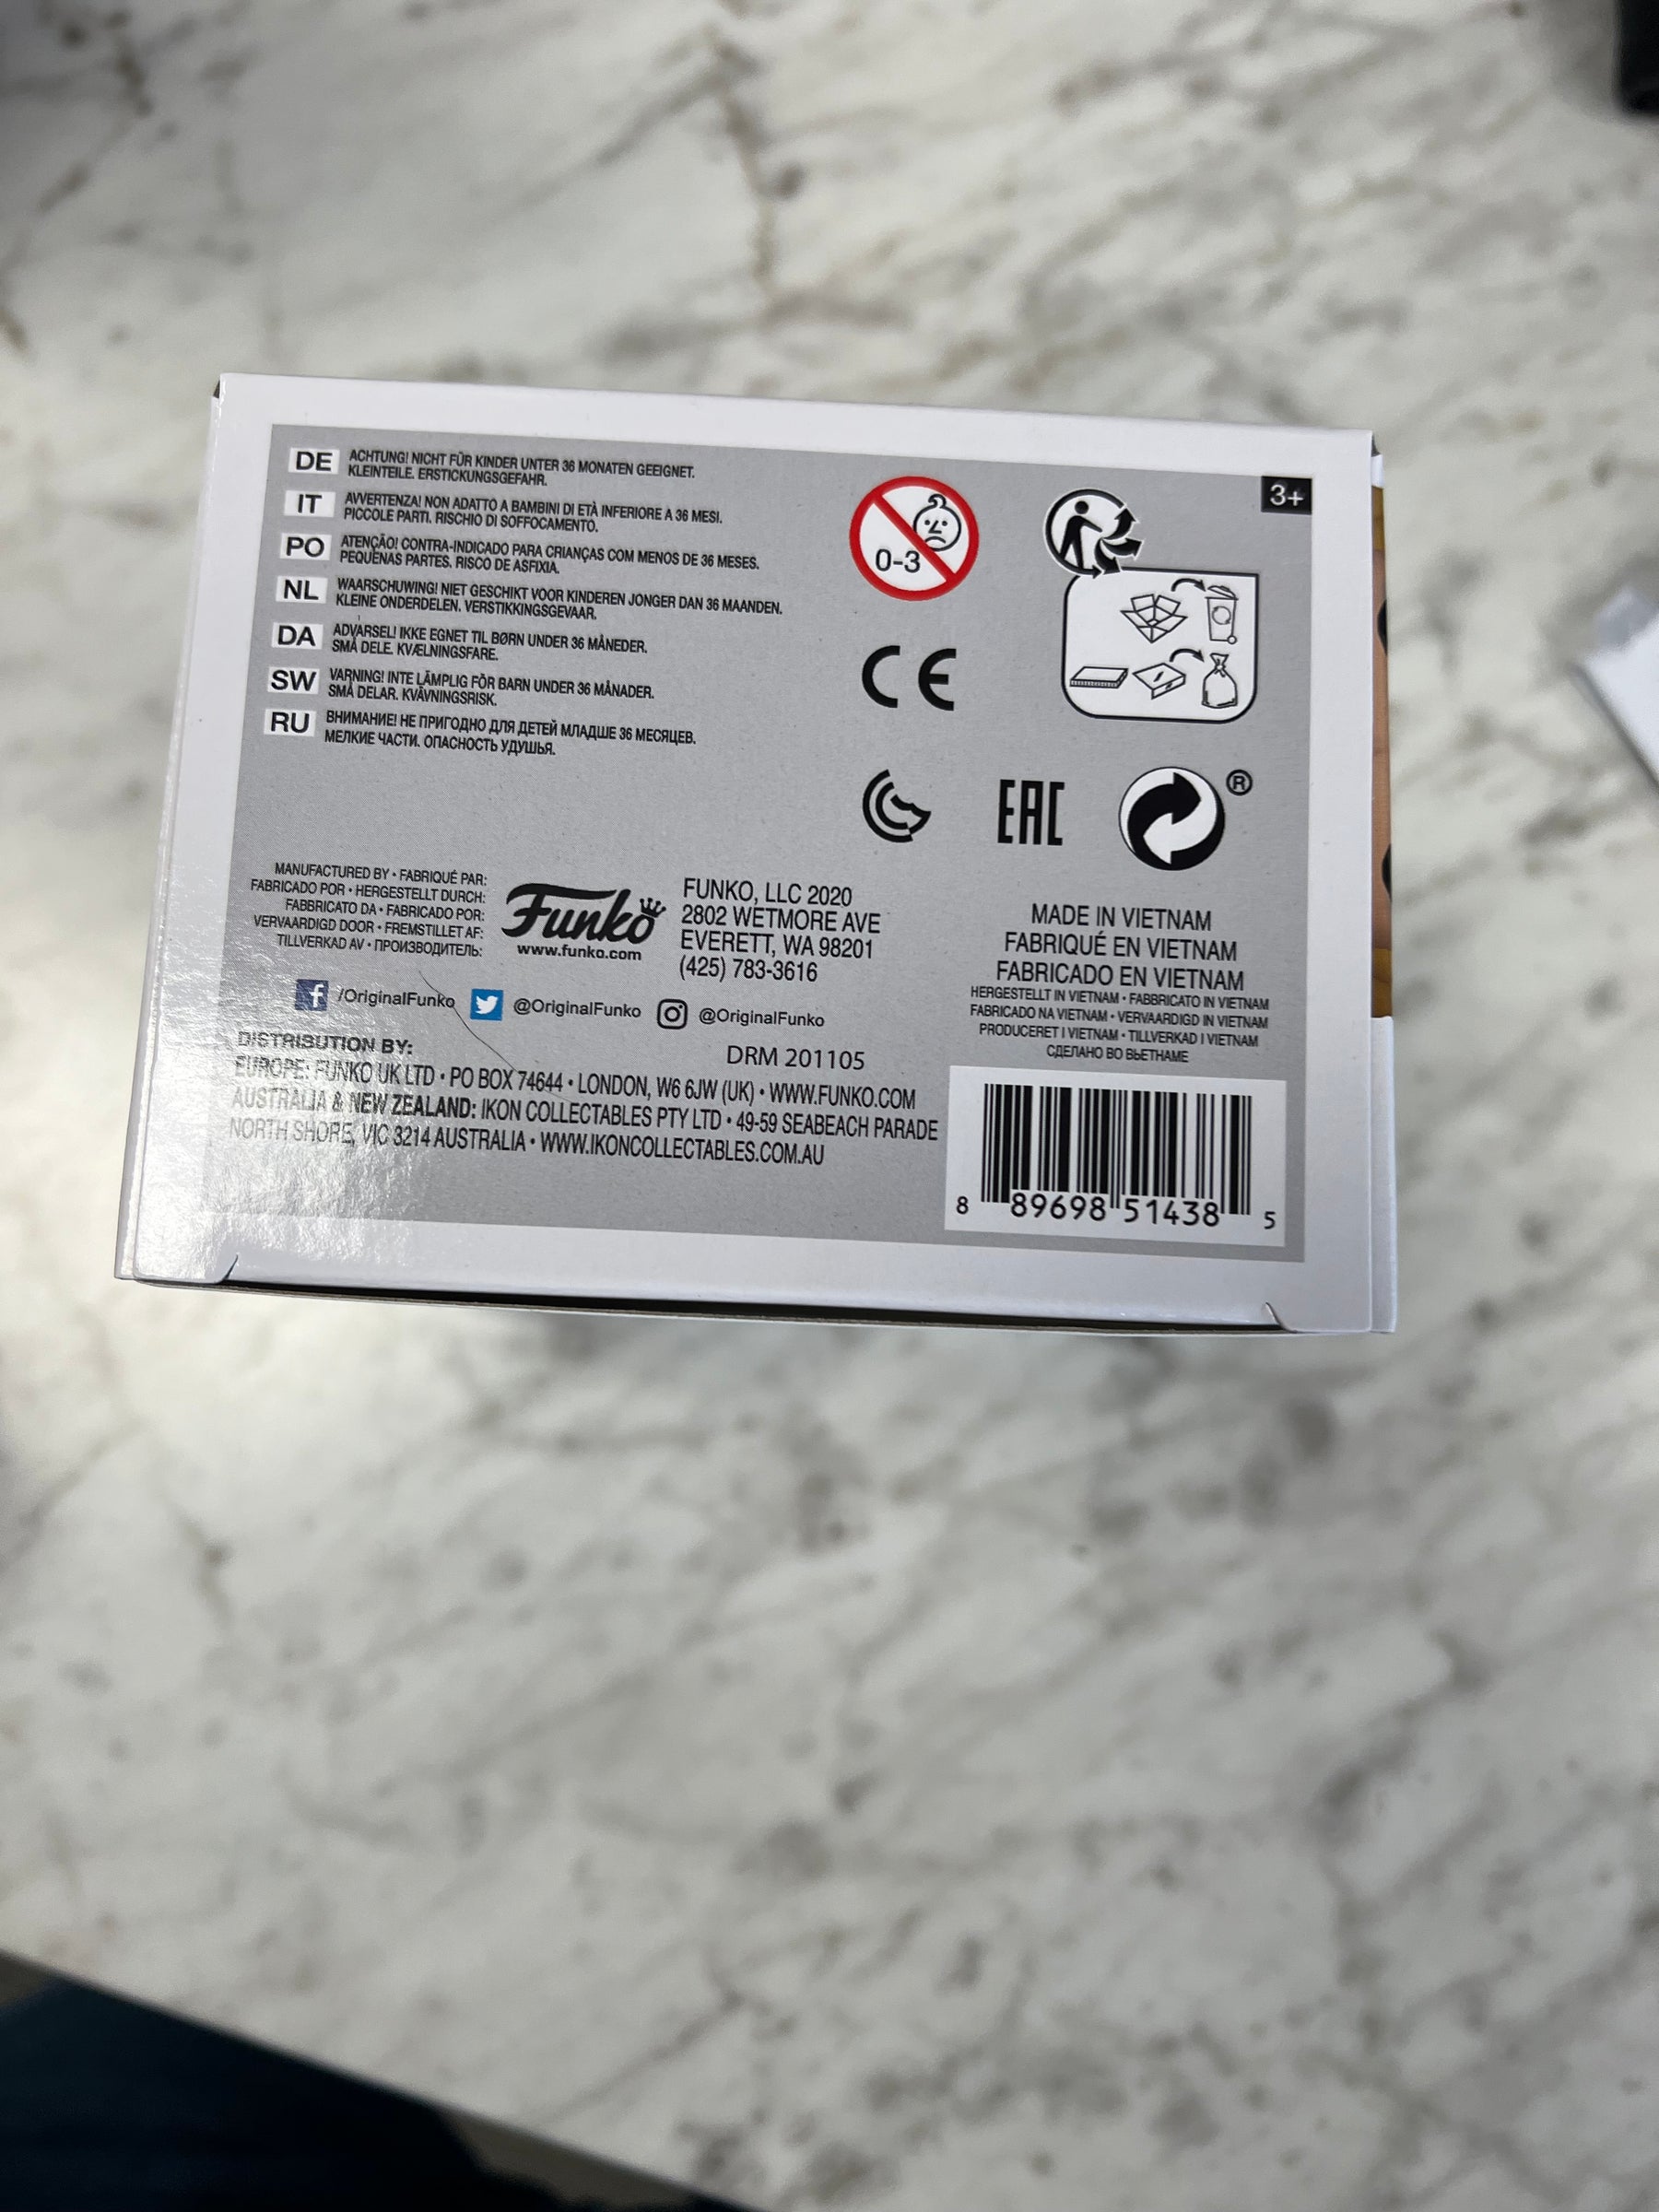 DE ACHTUNG! NICHT FÜR KINDER UNTER 36 MONATEN GEEIGNET.
KLEINTEILE. ERSTICKUNGSGEFAHR.
IT AVVERTENZA! NON ADATTO A BAMBINI DI ETÀ INFERIORE A 36 MESI.
PICCOLE PARTI. RISCHIO DI SOFFOCAMENTO.
PO ATENÇÃO! CONTRA-INDICADO PARA CRIANÇAS COM MENOS DE 36 MESES.
PEQUENAS PARTES. RISCO DE ASFIXIA.
NL WAARSCHUWING! NIET GESCHIKT VOOR KINDEREN JONGER DAN 36 MAANDEN.
KLEINE ONDERDELEN. VERSTIKKINGSGEVAAR.
DA ADVARSEL! IKKE EGNET TIL BØRN UNDER 36 MÅNEDER.
SMÅ DELE. KVÆLNINGSFARE.
SW VARNING! INTE LÄMPLIG FÖR BARN UNDER 36 MÅNADER.
SMÅ DELAR. KVÄVNINGSRISK.
RU ВНИМАНИЕ! НЕ ПРИГОДНО ДЛЯ ДЕТЕЙ МЛАДШЕ 36 МЕСЯЦЕВ.
МЕЛКИЕ ЧАСТИ. ОПАСНОСТЬ УДУШЬЯ.
0-3
3+
CE
EAC
®
MANUFACTURED BY • FABRIQUÉ PAR:
FABRICADO POR • HERGESTELLT DURCH:
FABBRICATO DA • FABRICADO POR:
VERVAARDIGD DOOR • FREMSTILLET AF:
TILLVERKAD AV • ПРОИЗВОДИТЕЛЬ:
Funko
www.funko.com
FUNKO, LLC 2020
2802 WETMORE AVE
EVERETT, WA 98201
(425) 783-3616
MADE IN VIETNAM
FABRIQUÉ EN VIETNAM
FABRICADO EN VIETNAM
HERGESTELLT IN VIETNAM • FABBRICATO IN VIETNAM
FABRICADO NA VIETNAM • VERVAARDIGD IN VIETNAM
PRODUCERET I VIETNAM • TILLVERKAD I VIETNAM
СДЕЛАНО ВО ВЬЕТНАМЕ
f /OriginalFunko @OriginalFunko @OriginalFunko
DRM 201105
DISTRIBUTION BY:
EUROPE: FUNKO UK LTD • PO BOX 74644 • LONDON, W6 6JW (UK) • WWW.FUNKO.COM
AUSTRALIA & NEW ZEALAND: IKON COLLECTABLES PTY LTD • 49-59 SEABEACH PARADE
NORTH SHORE, VIC 3214 AUSTRALIA • WWW.IKONCOLLECTABLES.COM.AU
8 89698 51438 5